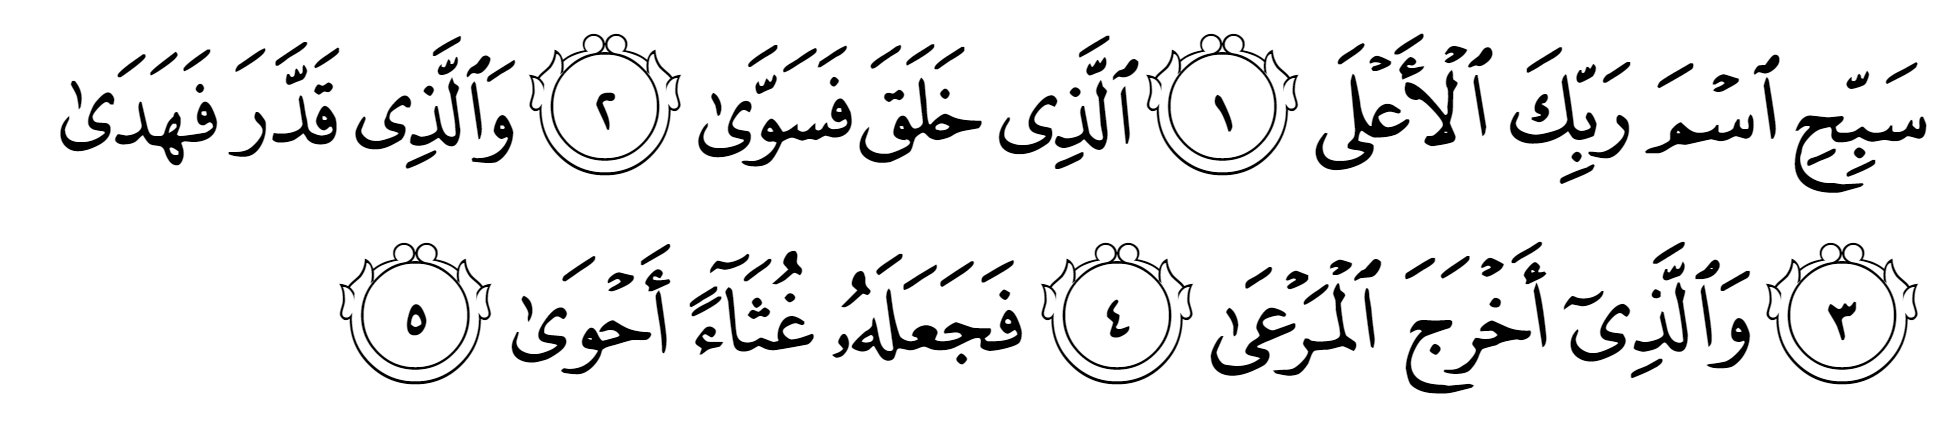 سَبِّحِ ٱسْمَ رَبِّكَ ٱلْأَعْلَى ١ ٱلَّذِى خَلَقَ فَسَوَّىٰ ٢ وَٱلَّذِى قَدَّرَ فَهَدَىٰ
٣ وَٱلَّذِىٓ أَخْرَجَ ٱلْمَرْعَىٰ ٤ فَجَعَلَهُۥ غُثَآءً أَحْوَىٰ ٥